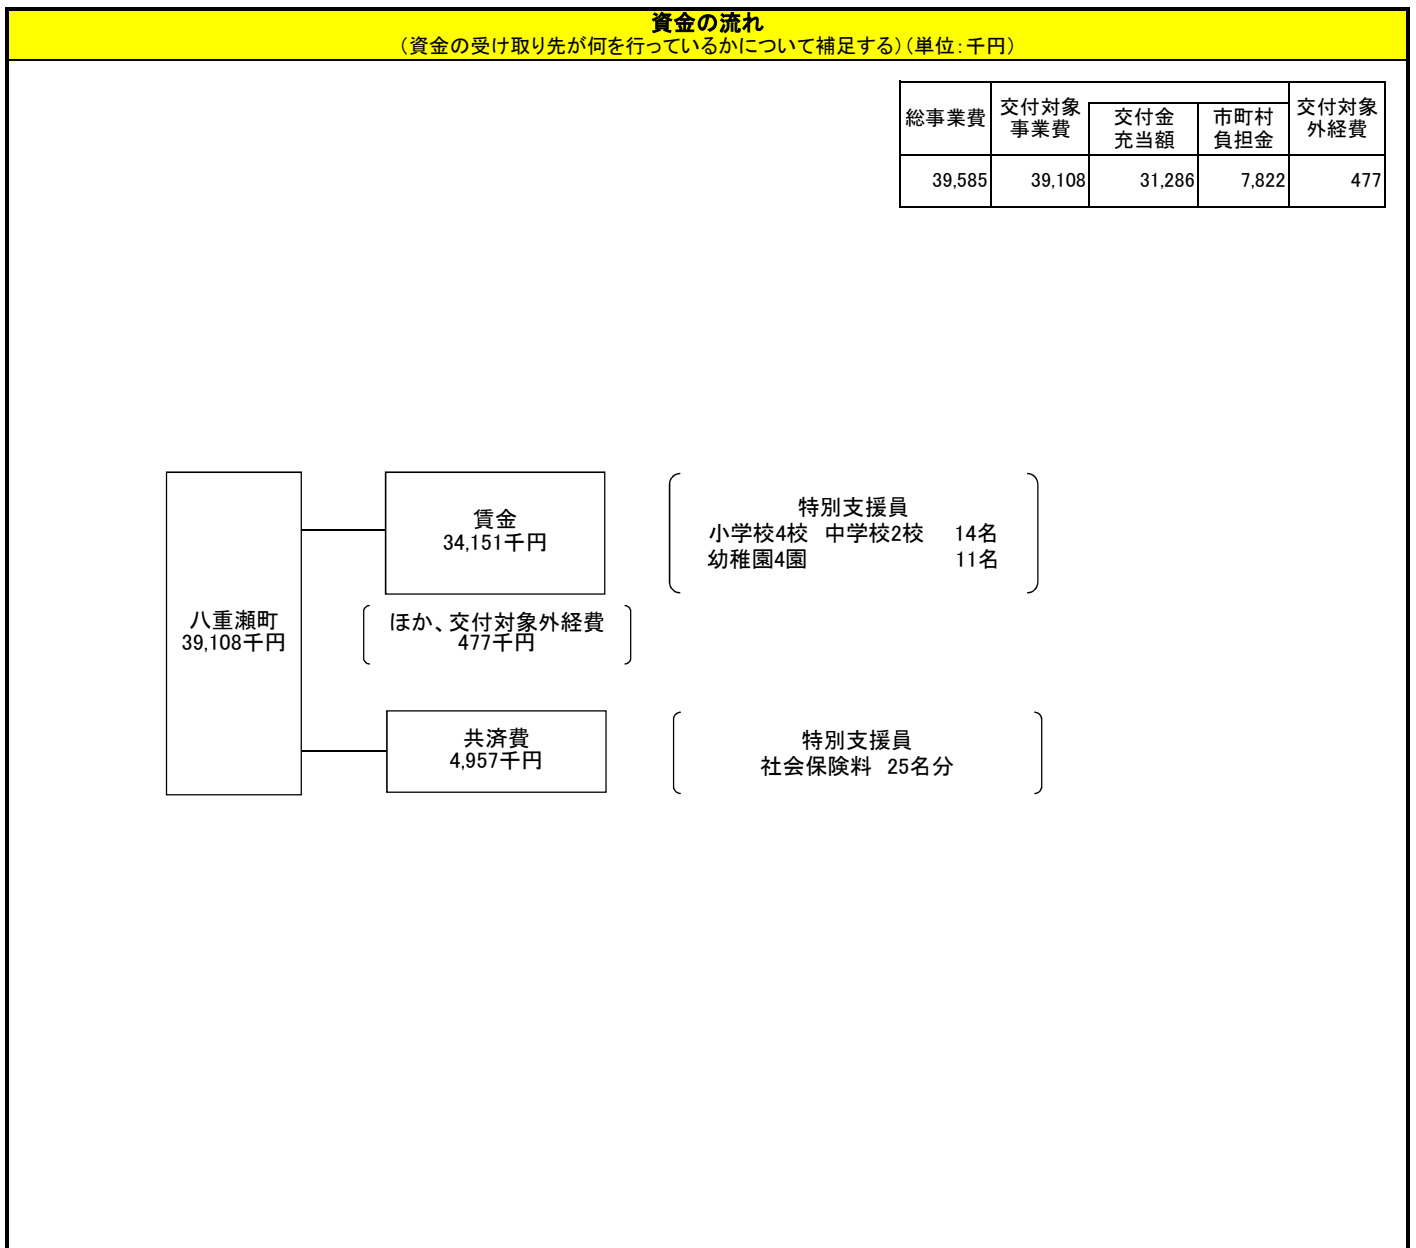 資金の流れ
（資金の受け取り先が何を行っているかについて補足する）（単位：千円）
総事業費 交付対象事業費 交付金充当額 市町村負担金 交付対象外経費
39,585 39,108 31,286 7,822 477
八重瀬町
39,108千円
賃金
34,151千円
特別支援員
小学校4校 中学校2校 14名
幼稚園4園 11名
ほか、交付対象外経費
477千円
共済費
4,957千円
特別支援員
社会保険料 25名分